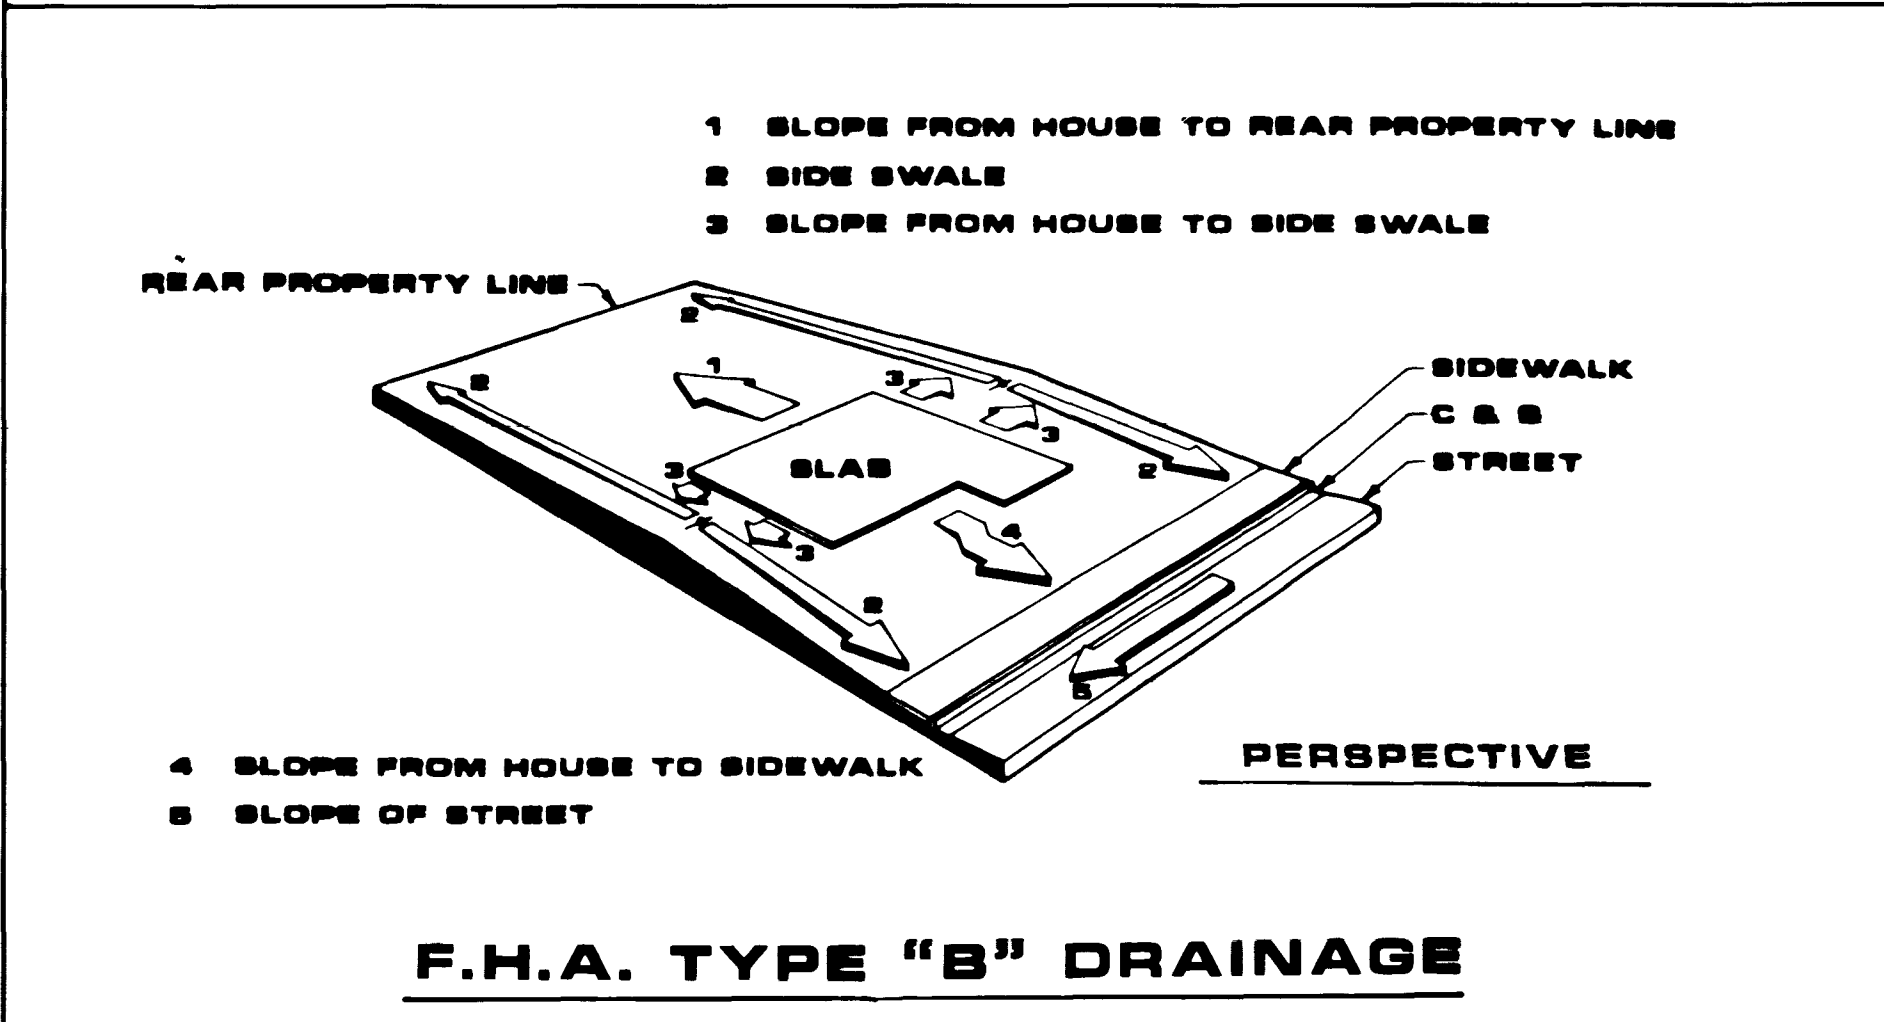 1 SLOPE FROM HOUSE TO REAR PROPERTY LINE
2 SIDE SWALE
3 SLOPE FROM HOUSE TO SIDE SWALE
REAR PROPERTY LINE
2
1
3
2
SIDEWALK
C & G
STREET
3
2
3
SLAB
3
4
2
5
4 SLOPE FROM HOUSE TO SIDEWALK
5 SLOPE OF STREET
PERSPECTIVE
F.H.A. TYPE "B" DRAINAGE